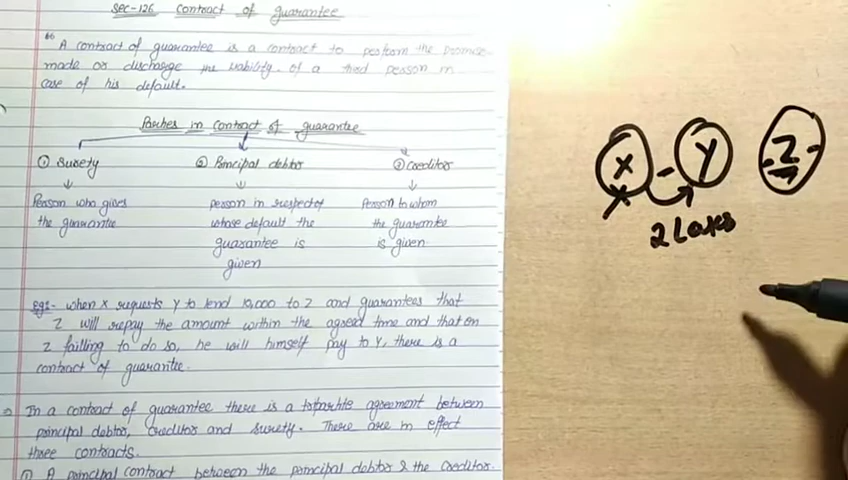 Sec-126 Contract of guarantee
"A contract of guarantee is a contract to perform the promise
made or discharge the liability. of a third person in
case of his default.
Parties in contract of guarantee
① Surety ② Principal debtor ③ Creditor
Person who gives person in respect of Person to whom
the guarantee whose default the the guarantee
guarantee is is given.
given
eg:- when X requests Y to lend 10,000 to Z and guarantees that
Z will repay the amount within the agreed time and that on
Z failling to do so, he will himself pay to Y, there is a
contract of guarantee.
In a contract of guarantee there is a agreement between
principal debtor, creditor and surety. There are in effect
three contracts.
① A principal contract between the principal debtor & the creditor.
X - Y Z
X
2 Lakes